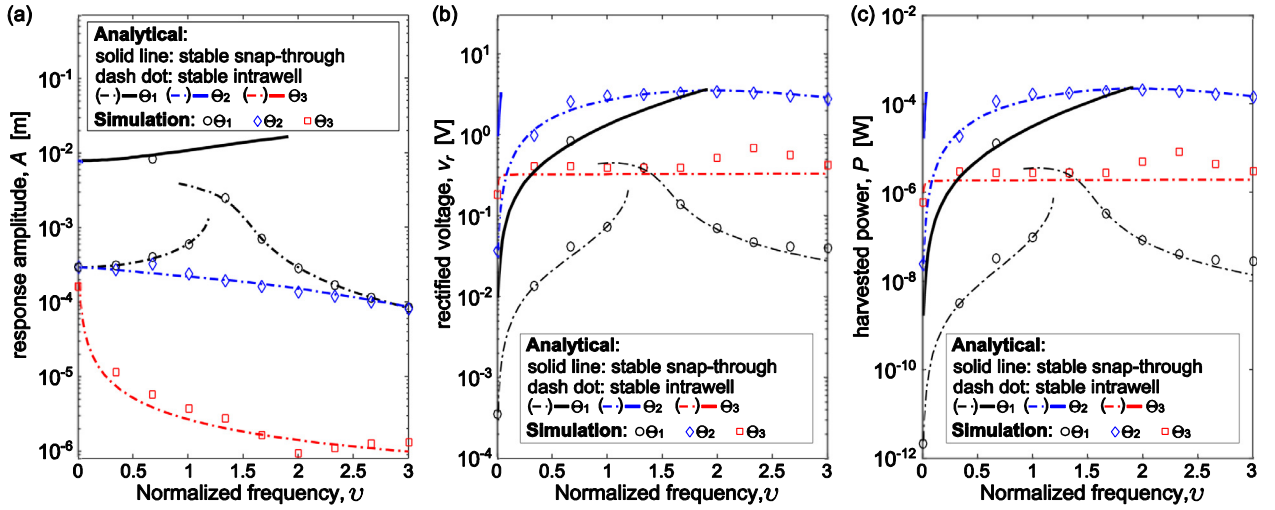 (a)
Analytical:
solid line: stable snap-through
dash dot: stable intrawell
(–·–)— Θ1 (–·–)— Θ2 (–·–)— Θ3
Simulation: ○Θ1 ◇Θ2 □ Θ3
10-1
10-2
10-3
10-4
10-5
10-6
response amplitude, A [m]
0 0.5 1 1.5 2 2.5 3
Normalized frequency, υ
(b)
102
101
100
10-1
10-2
10-3
10-4
rectified voltage, vr [V]
Analytical:
solid line: stable snap-through
dash dot: stable intrawell
(–·–)— Θ1 (–·–)— Θ2 (–·–)— Θ3
Simulation: ○Θ1 ◇Θ2 □ Θ3
0 0.5 1 1.5 2 2.5 3
Normalized frequency,υ
(c)
10-2
10-4
10-6
10-8
10-10
10-12
harvested power, P [W]
Analytical:
solid line: stable snap-through
dash dot: stable intrawell
(–·–)— Θ1 (–·–)— Θ2 (–·–)— Θ3
Simulation: ○Θ1 ◇Θ2 □ Θ3
0 0.5 1 1.5 2 2.5 3
Normalized frequency,υ